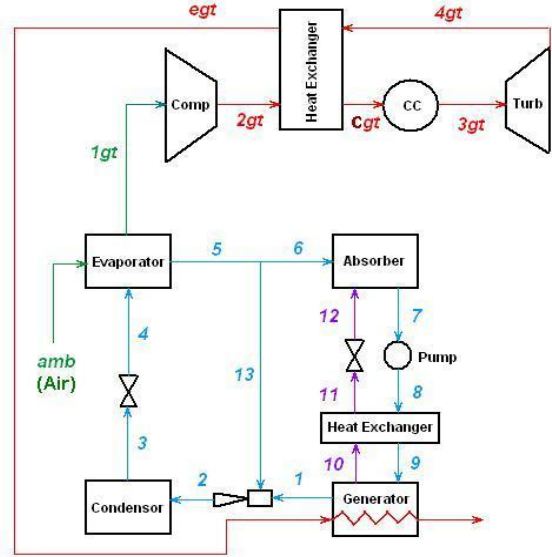 egt
4gt
Heat Exchanger
Comp
CC
Turb
2gt
Cgt
3gt
1gt
Evaporator
5
6
Absorber
amb
(Air)
4
12
7
Pump
13
11
8
3
Heat Exchanger
10
9
Condensor
2
1
Generator